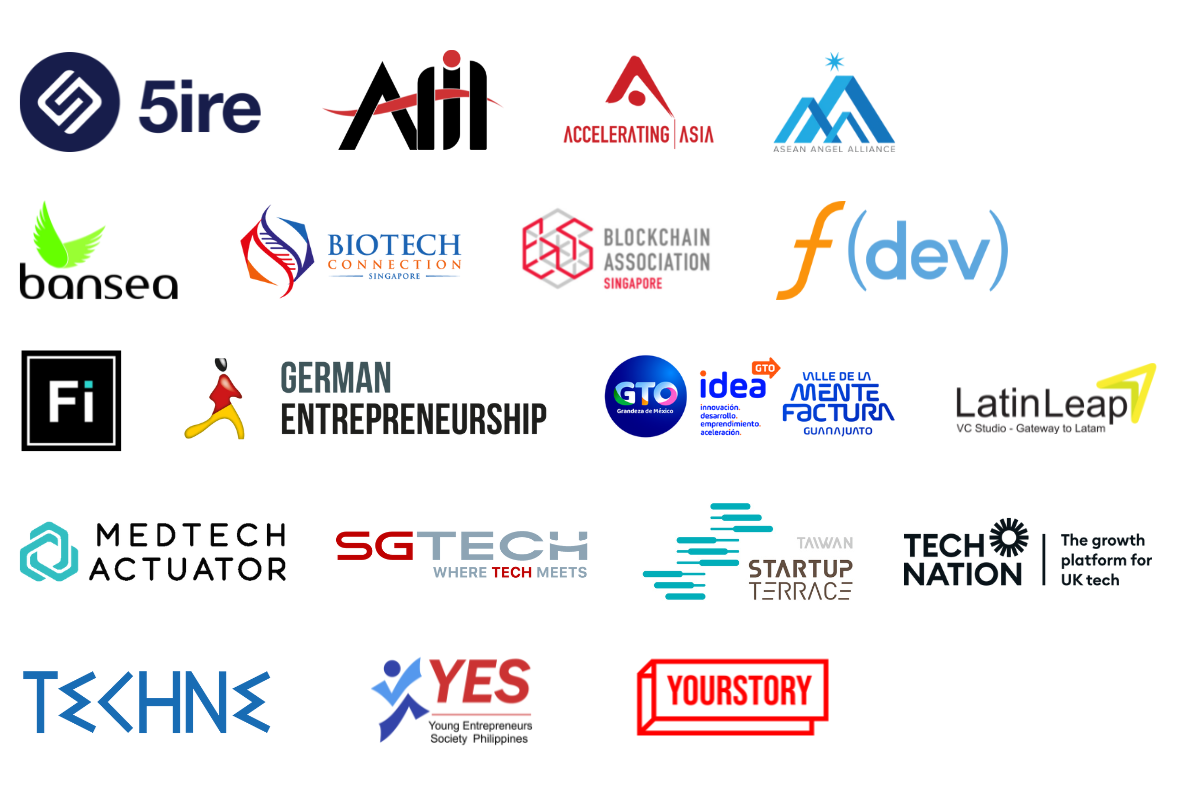 5ire
AIIL
ACCELERATING | ASIA
ASEAN ANGEL ALLIANCE
bansea
BIOTECH
CONNECTION
SINGAPORE
BLOCKCHAIN
ASSOCIATION
SINGAPORE
f(dev)
Fi
GERMAN
ENTREPRENEURSHIP
GTO
Grandeza de México
idea GTO
innovación.
desarrollo.
emprendimiento.
aceleración.
VALLE DE LA
MENTE
FACTURA
GUANAJUATO
LatinLeap
VC Studio - Gateway to Latam
MEDTECH
ACTUATOR
SGTECH
WHERE TECH MEETS
TAIWAN
STARTUP
TERRACE
TECH
NATION
The growth
platform for
UK tech
TECHNE
YES
Young Entrepreneurs
Society Philippines
YOURSTORY